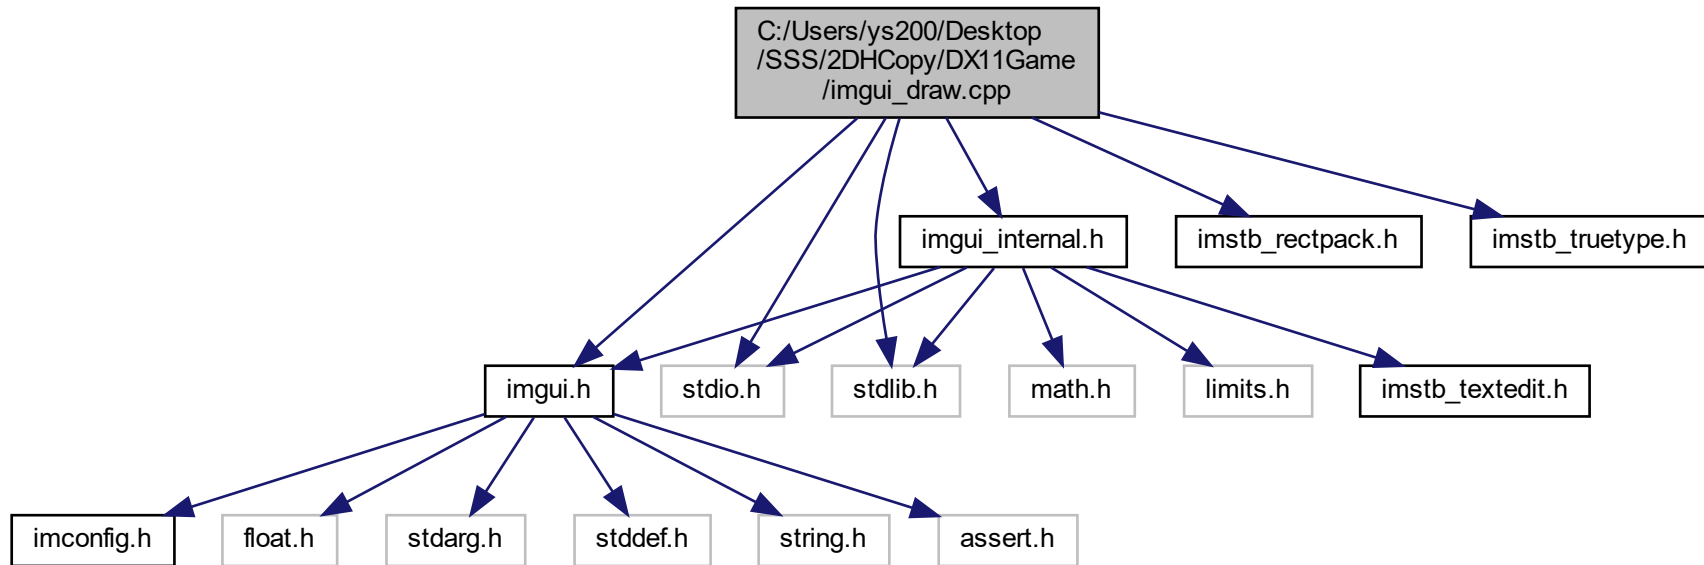 C:/Users/ys200/Desktop
/SSS/2DHCopy/DX11Game
/imgui_draw.cpp
imgui_internal.h
imstb_rectpack.h
imstb_truetype.h
imgui.h
stdio.h
stdlib.h
math.h
limits.h
imstb_textedit.h
imconfig.h
float.h
stdarg.h
stddef.h
string.h
assert.h